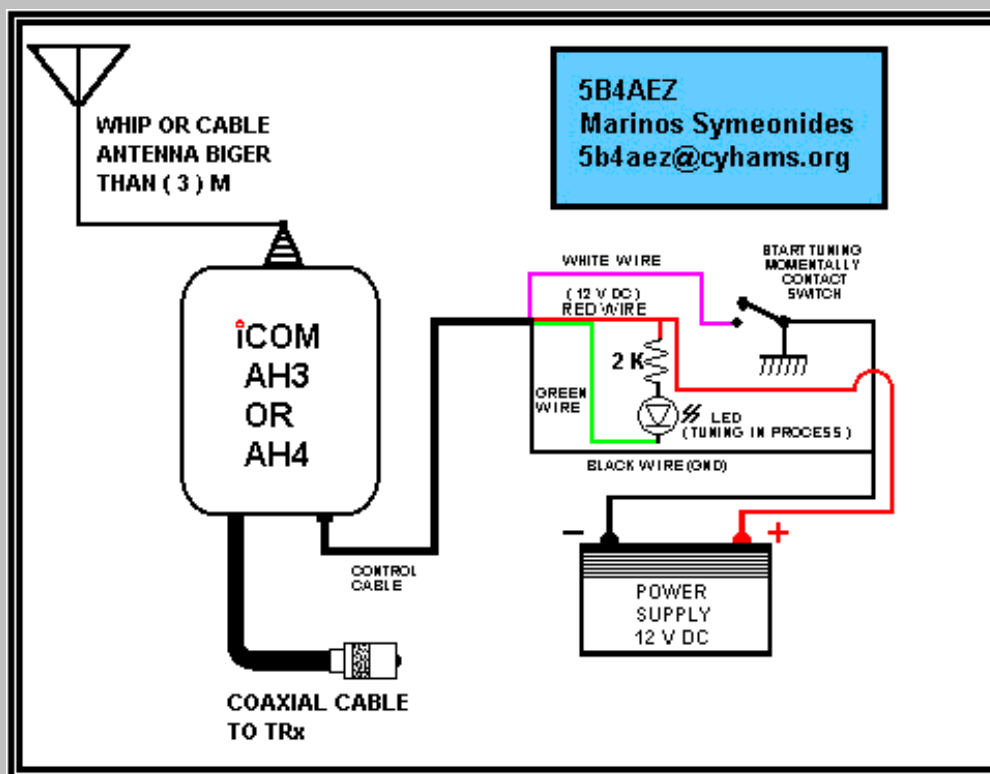 5B4AEZ
Marinos Symeonides
5b4aez@cyhams.org
WHIP OR CABLE
ANTENNA BIGER
THAN ( 3 ) M
iCOM
AH3
OR
AH4
WHITE WIRE
( 12 V DC )
RED WIRE
START TUNING
MOMENTALLY
CONTACT
SWITCH
2 K
GREEN
WIRE
LED
( TUNING IN PROCESS )
BLACK WIRE (GND)
CONTROL
CABLE
− +
POWER
SUPPLY
12 V DC
COAXIAL CABLE
TO TRx